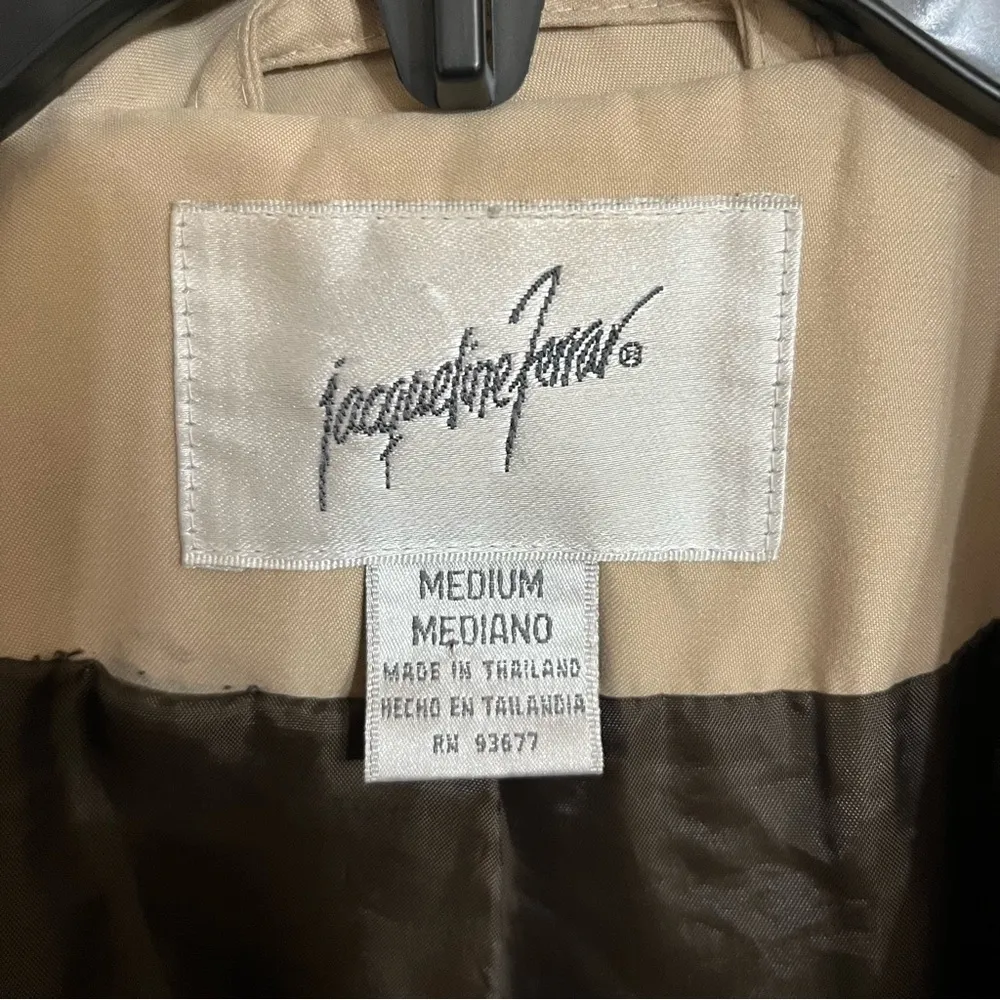 jacqueline ferrar®
MEDIUM
MEDIANO
MADE IN THAILAND
HECHO EN TAILANDIA
RN 93677